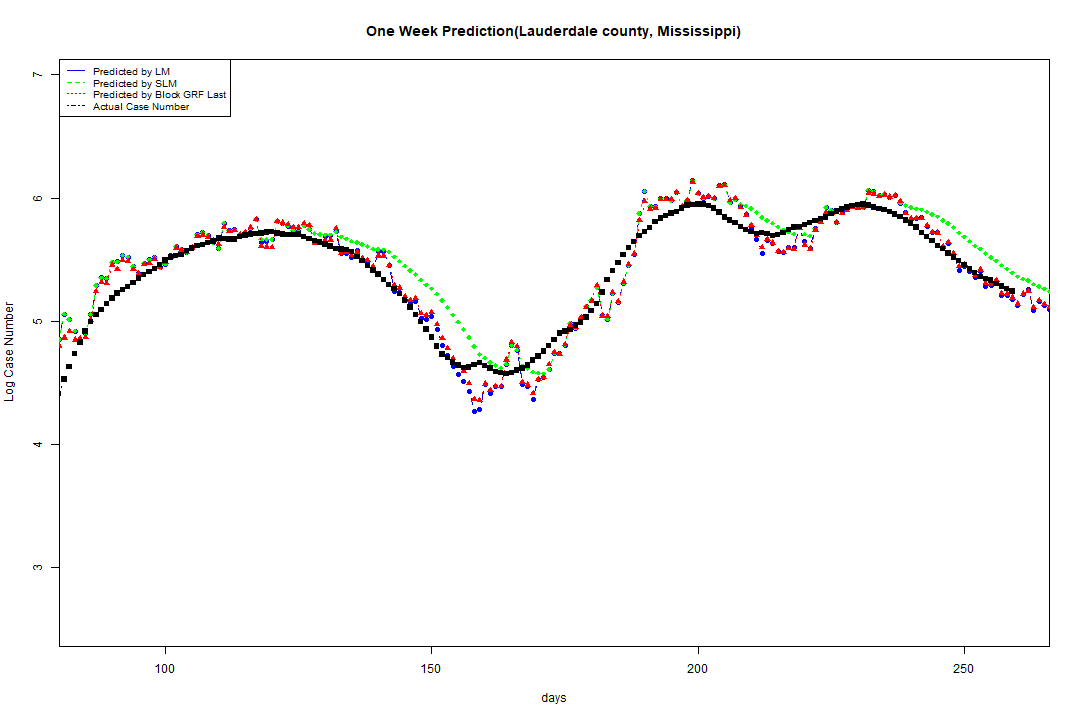 One Week Prediction(Lauderdale county, Mississippi)
Predicted by LM
Predicted by SLM
Predicted by Block GRF Last
Actual Case Number
7
6
5
4
3
Log Case Number
100 150 200 250
days